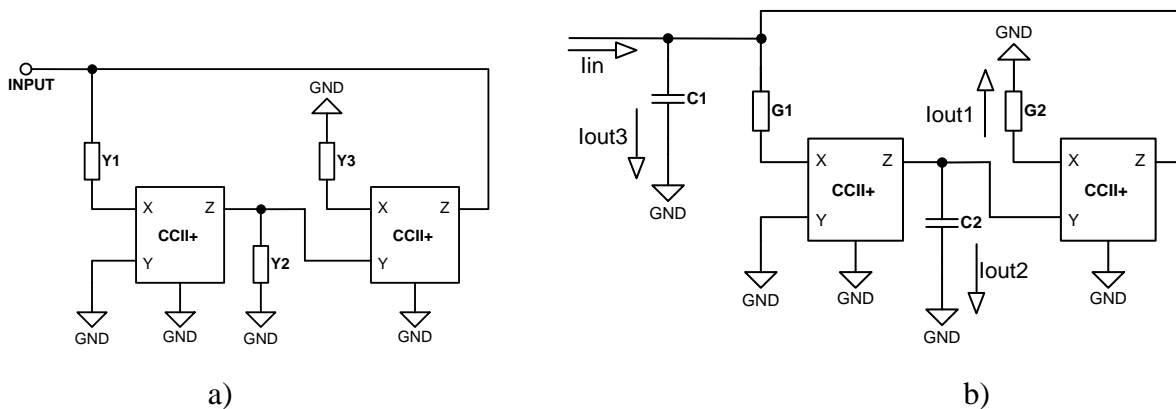 INPUT
Y1
GND
Y3
X Z
CCII+
Y
Y2
X Z
CCII+
Y
GND
GND
GND
GND
a)
Iin
C1
Iout3
GND
G1
GND
Iout1
G2
X Z
CCII+
Y
C2
Iout2
X Z
CCII+
Y
GND
GND
GND
GND
b)